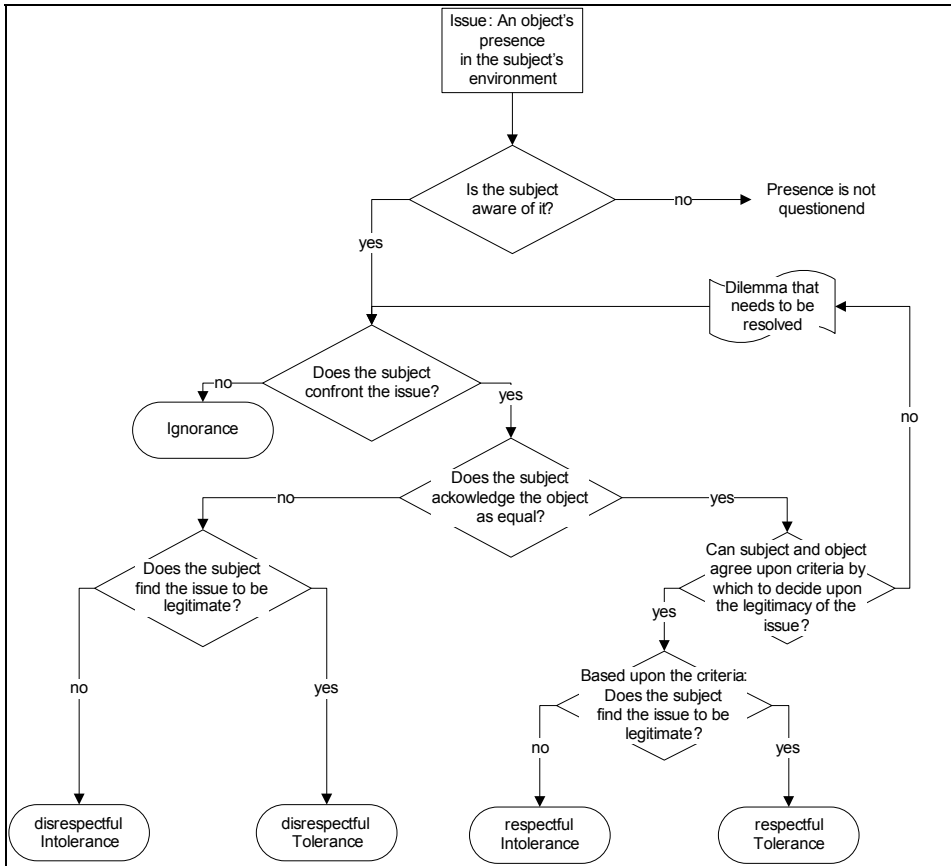 Issue: An object's
presence
in the subject's
environment
Is the subject
aware of it?
no
Presence is not
questionend
yes
Dilemma that
needs to be
resolved
Does the subject
confront the issue?
no
yes
Ignorance
no
Does the subject
ackowledge the object
as equal?
no
yes
Does the subject
find the issue to be
legitimate?
Can subject and object
agree upon criteria by
which to decide upon
the legitimacy of the
issue?
yes
Based upon the criteria:
Does the subject
find the issue to be
legitimate?
no
yes
no
yes
disrespectful
Intolerance
disrespectful
Tolerance
respectful
Intolerance
respectful
Tolerance